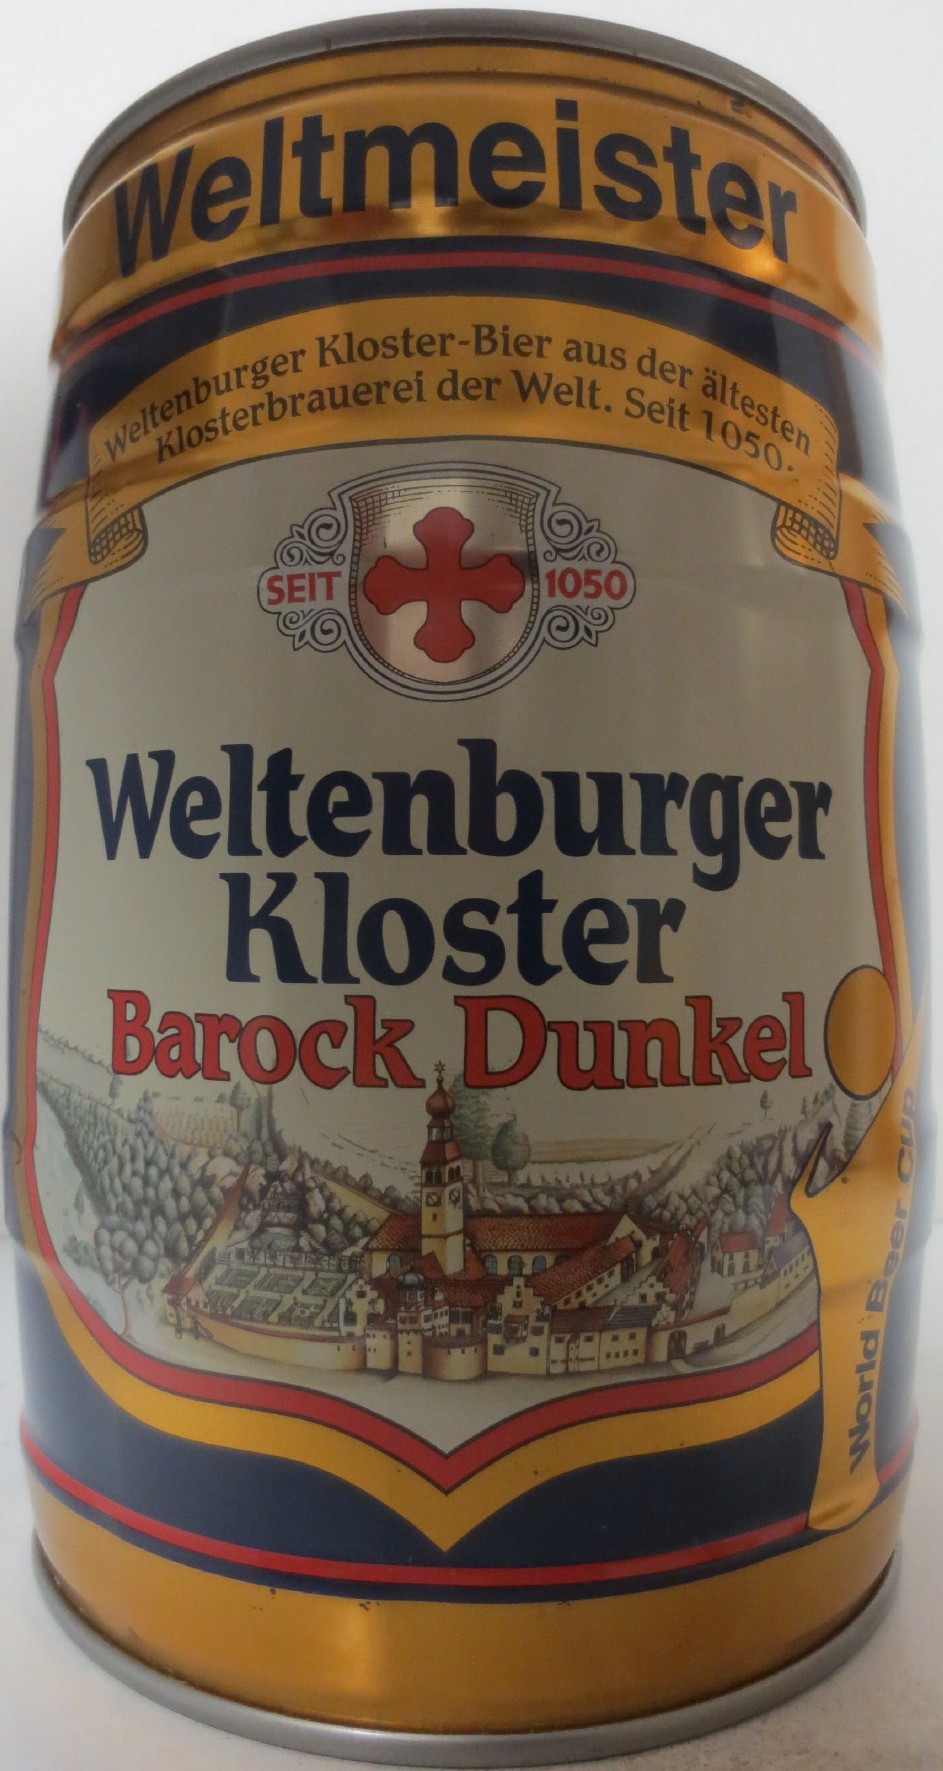 Weltmeister
Weltenburger Kloster-Bier aus der ältesten
Klosterbrauerei der Welt. Seit 1050.
SEIT 1050
Weltenburger
Kloster
Barock Dunkel
World Beer Cup